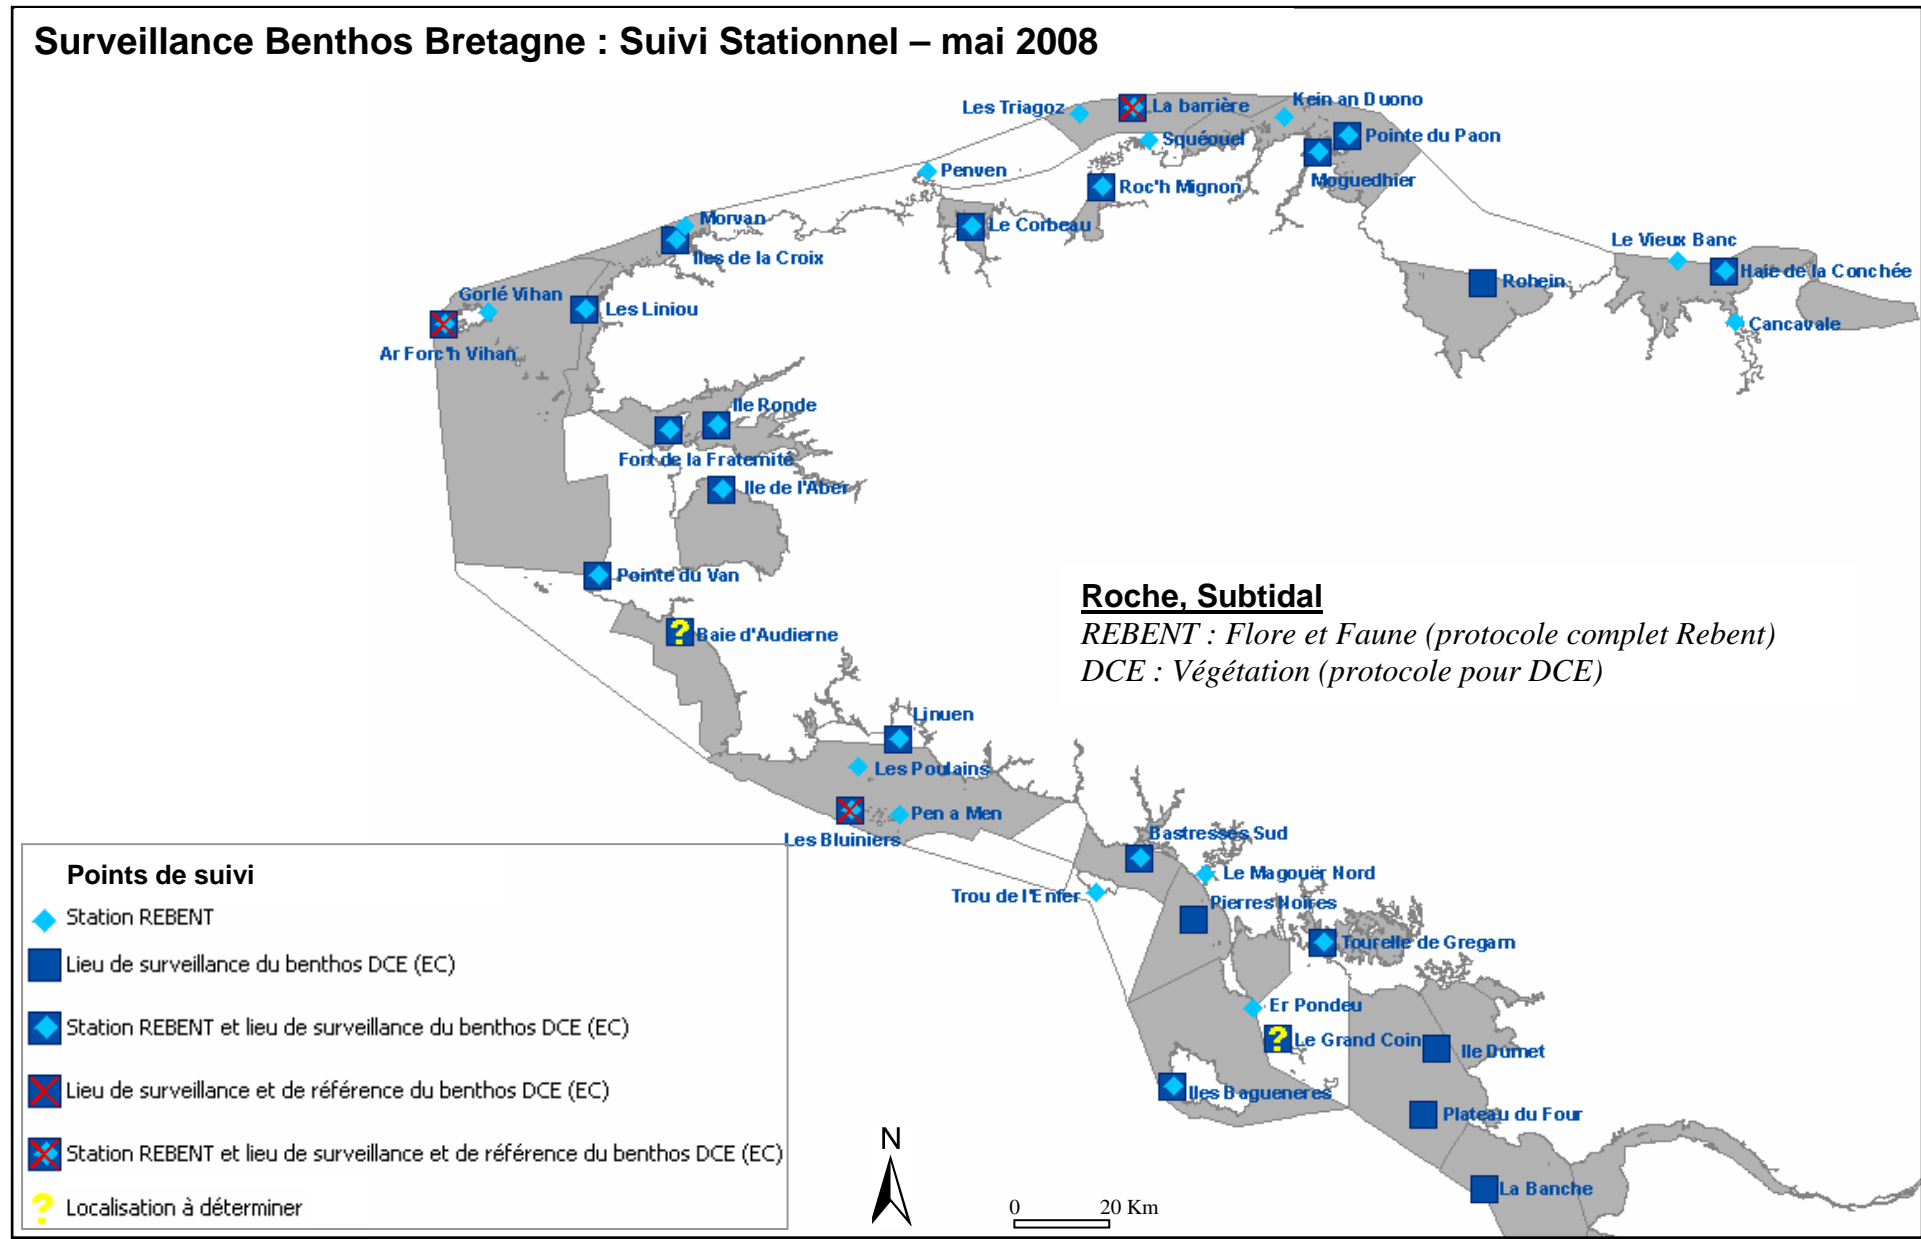 Surveillance Benthos Bretagne : Suivi Stationnel – mai 2008
Kein an Duono
Les Triagoz
La barrière
Pointe du Paon
Squéouel
Penven
Roc'h Mignon
Moguedhier
Morvan
Le Corbeau
Iles de la Croix
Le Vieux Banc
Haie de la Conchée
Rohein
Gorlé Vihan
Les Liniou
Cancavale
Ar Forc'h Vihan
Ile Ronde
Fort de la Fraternité
Ile de l'Aber
Pointe du Van
Roche, Subtidal
REBENT : Flore et Faune (protocole complet Rebent)
DCE : Végétation (protocole pour DCE)
Baie d'Audierne
Linuen
Les Poulains
Pen a Men
Les Bluiniers
Bastresses Sud
Le Magouër Nord
Trou de l'Enfer
Pierres Noires
Tourelle de Gregam
Er Pondeu
Le Grand Coin
Ile Dumet
Iles Bagueneres
Plateau du Four
La Banche
Points de suivi
Station REBENT
Lieu de surveillance du benthos DCE (EC)
Station REBENT et lieu de surveillance du benthos DCE (EC)
Lieu de surveillance et de référence du benthos DCE (EC)
Station REBENT et lieu de surveillance et de référence du benthos DCE (EC)
? Localisation à déterminer
N
0 20 Km